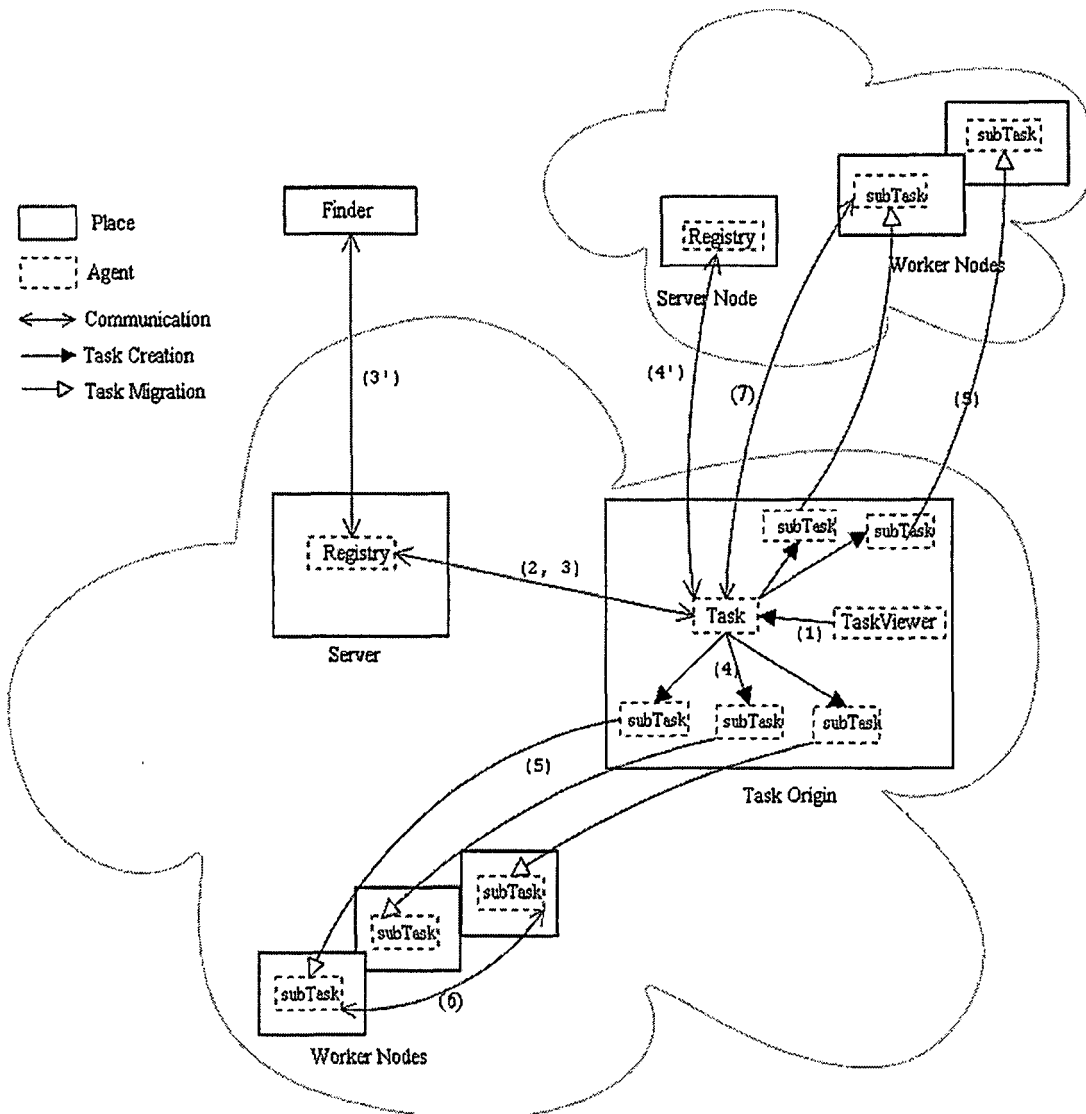 subTask
subTask
Worker Nodes
Registry
Server Node
Finder
Place
Agent
Communication
Task Creation
Task Migration
(3')
(4')
(7)
(5)
Registry
Server
(2, 3)
subTask
subTask
Task
(1)
TaskViewer
(4)
subTask
subTask
subTask
Task Origin
(5)
subTask
subTask
subTask
(6)
Worker Nodes